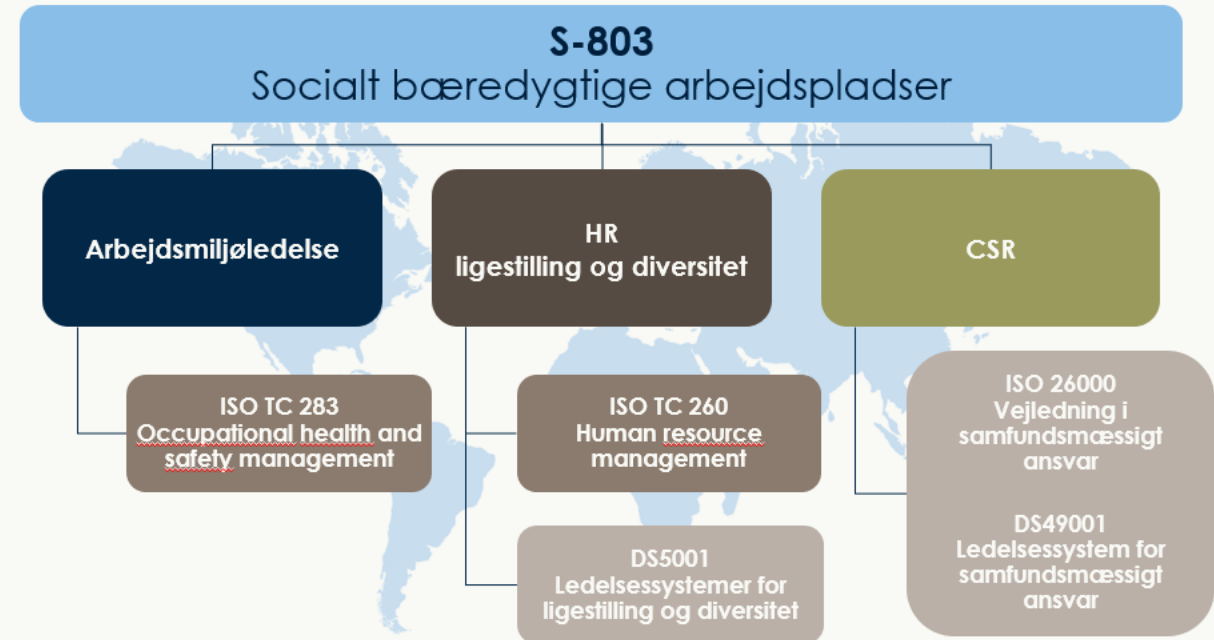 S-803
Socialt bæredygtige arbejdspladser
Arbejdsmiljøledelse
HR
ligestilling og diversitet
CSR
ISO TC 283
Occupational health and
safety management
ISO TC 260
Human resource
management
DS5001
Ledelsessystemer for
ligestilling og diversitet
ISO 26000
Vejledning i
samfundsmæssigt
ansvar
DS49001
Ledelsessystem for
samfundsmæssigt
ansvar